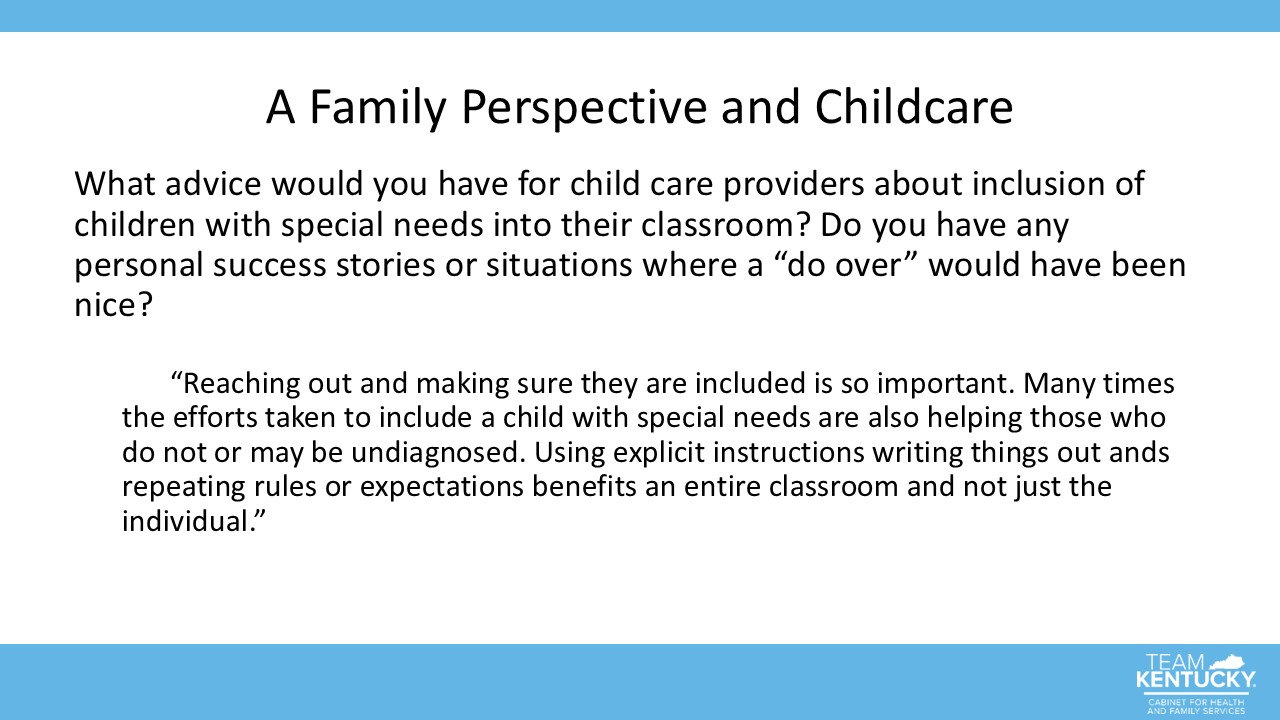 A Family Perspective and Childcare
What advice would you have for child care providers about inclusion of
children with special needs into their classroom? Do you have any
personal success stories or situations where a “do over” would have been
nice?
“Reaching out and making sure they are included is so important. Many times
the efforts taken to include a child with special needs are also helping those who
do not or may be undiagnosed. Using explicit instructions writing things out ands
repeating rules or expectations benefits an entire classroom and not just the
individual.”
TEAM
KENTUCKY.
CABINET FOR HEALTH
AND FAMILY SERVICES